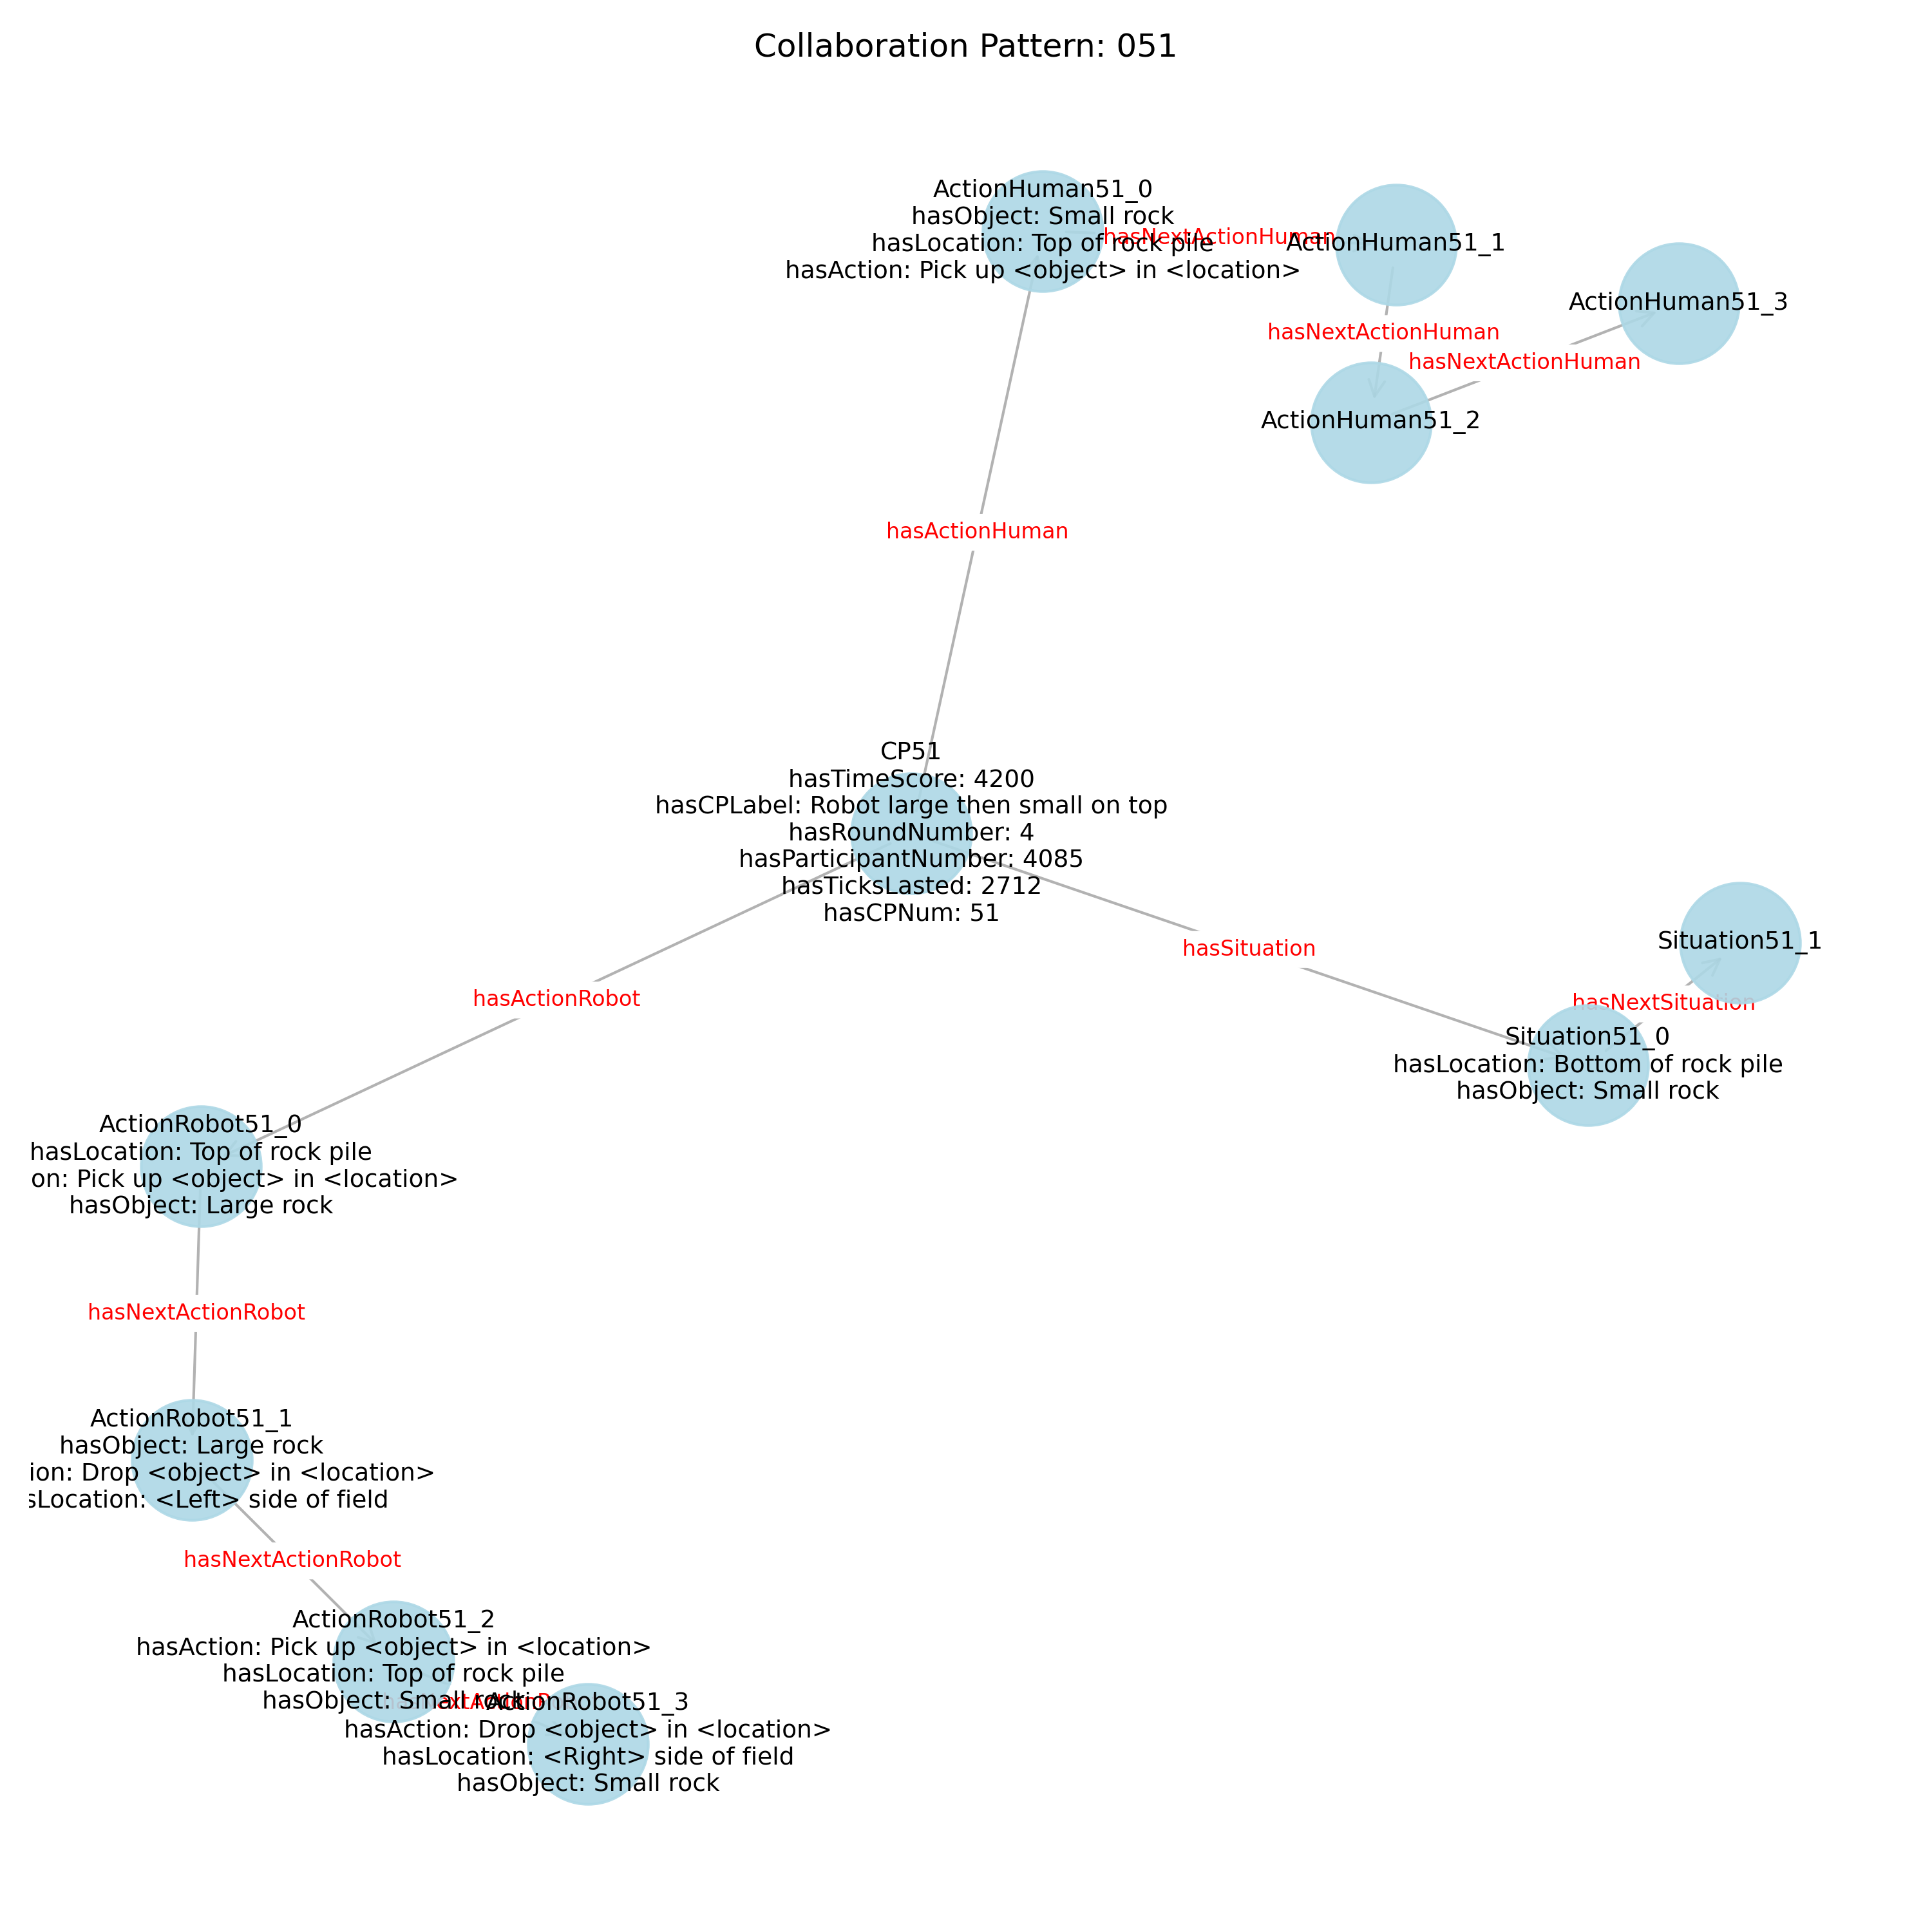 Collaboration Pattern: 051
ActionHuman51_0
hasObject: Small rock
hasLocation: Top of rock pile
hasAction: Pick up <object> in <location>
hasNextActionHuman
ActionHuman51_1
ActionHuman51_3
hasNextActionHuman
hasNextActionHuman
ActionHuman51_2
hasActionHuman
CP51
hasTimeScore: 4200
hasCPLabel: Robot large then small on top
hasRoundNumber: 4
hasParticipantNumber: 4085
hasTicksLasted: 2712
hasCPNum: 51
hasSituation
Situation51_1
hasNextSituation
Situation51_0
hasLocation: Bottom of rock pile
hasObject: Small rock
hasActionRobot
ActionRobot51_0
hasLocation: Top of rock pile
on: Pick up <object> in <location>
hasObject: Large rock
hasNextActionRobot
ActionRobot51_1
hasObject: Large rock
ion: Drop <object> in <location>
sLocation: <Left> side of field
hasNextActionRobot
ActionRobot51_2
hasAction: Pick up <object> in <location>
hasLocation: Top of rock pile
hasObject: Small rock
ActionRobot51_3
hasAction: Drop <object> in <location>
hasLocation: <Right> side of field
hasObject: Small rock